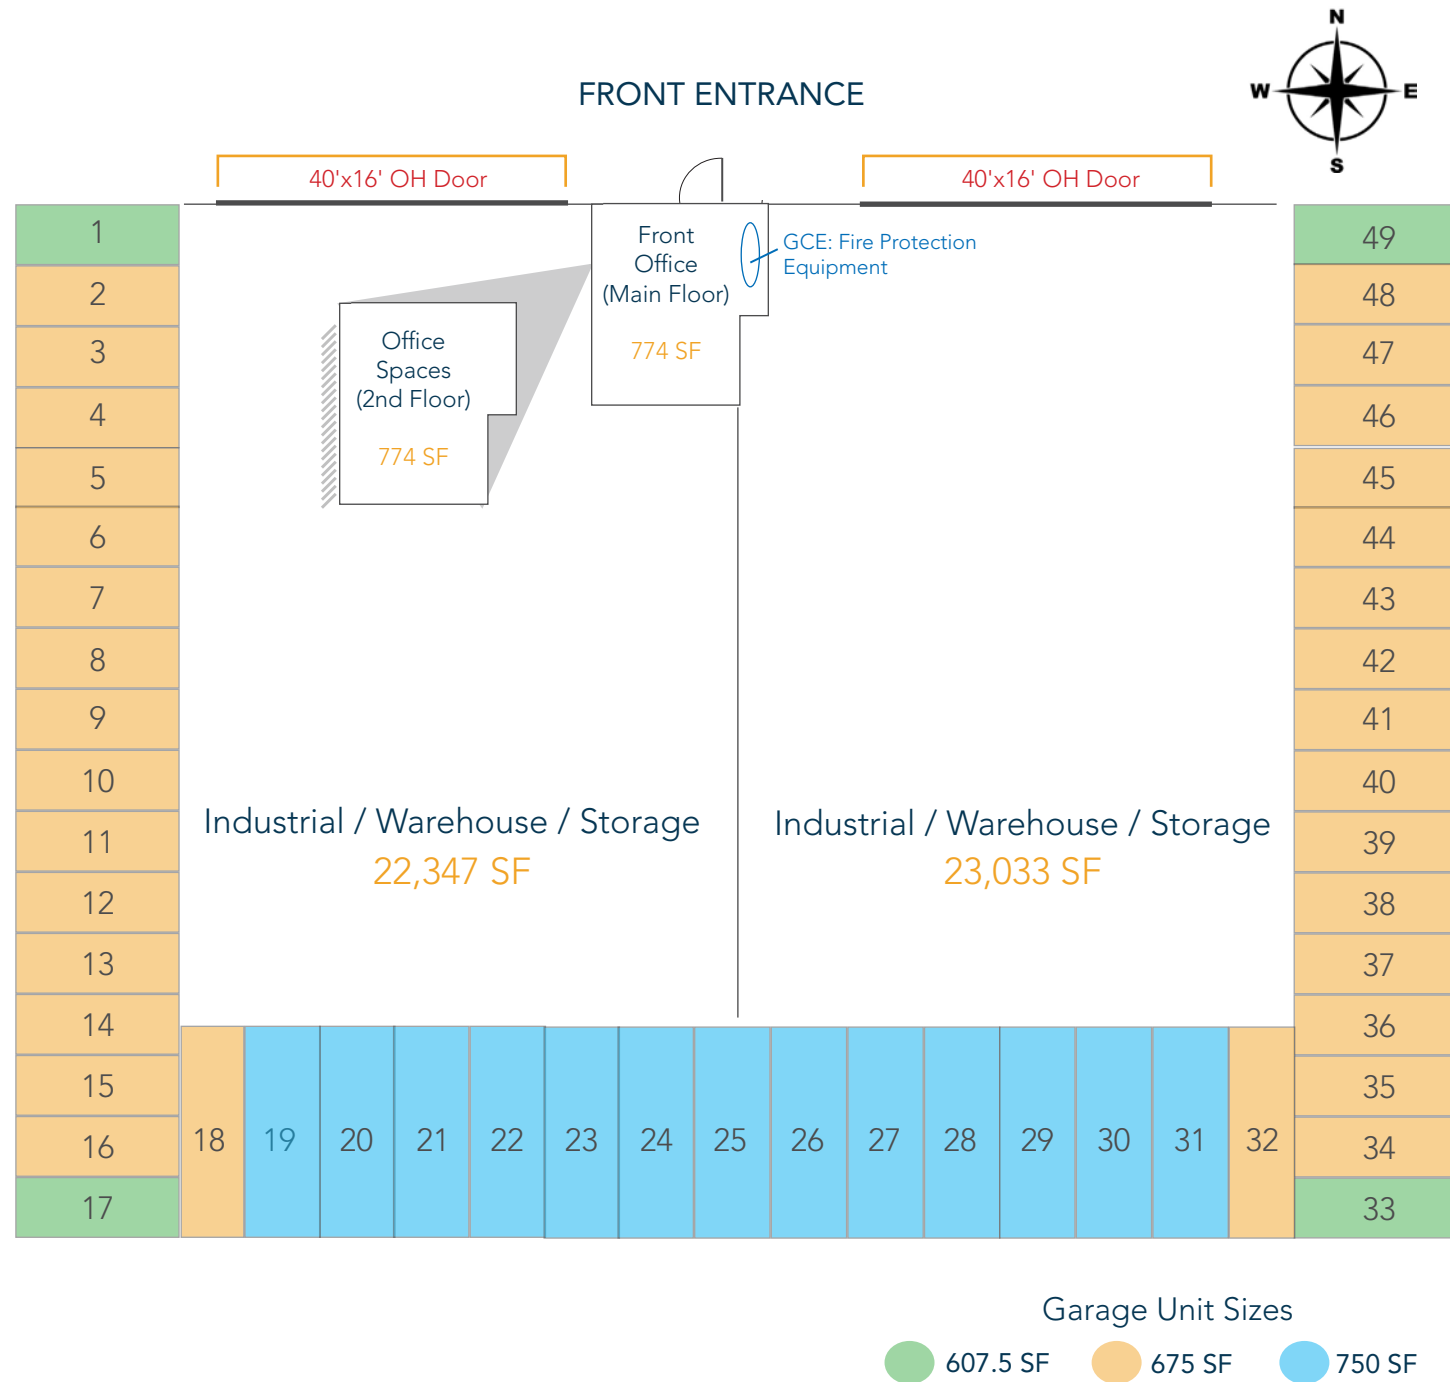 N
W
E
S
FRONT ENTRANCE
40'x16' OH Door
40'x16' OH Door
Front
Office
(Main Floor)
774 SF
GCE: Fire Protection
Equipment
Office
Spaces
(2nd Floor)
774 SF
1
2
3
4
5
6
7
8
9
10
11
12
13
14
15
16
17
Industrial / Warehouse / Storage
22,347 SF
Industrial / Warehouse / Storage
23,033 SF
18
19
20
21
22
23
24
25
26
27
28
29
30
31
32
49
48
47
46
45
44
43
42
41
40
39
38
37
36
35
34
33
Garage Unit Sizes
607.5 SF
675 SF
750 SF